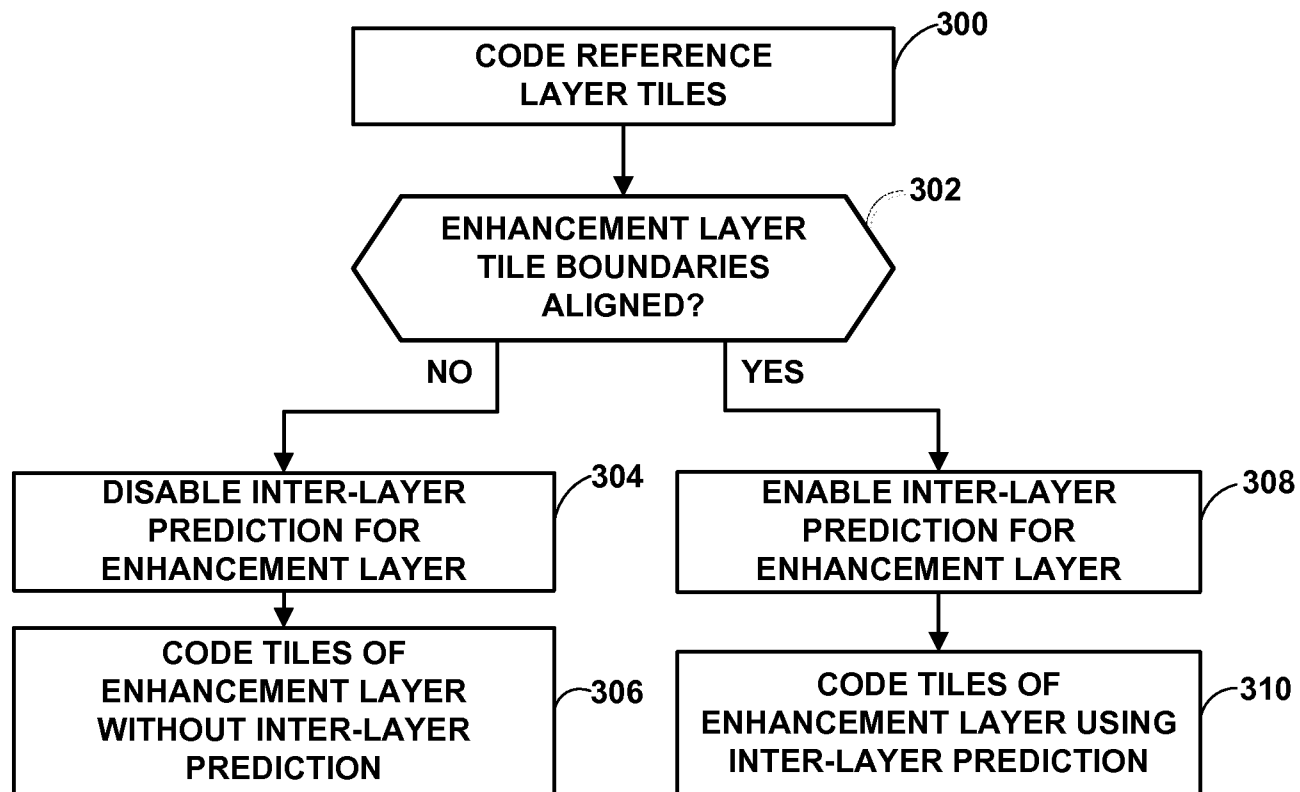 300
CODE REFERENCE
LAYER TILES
302
ENHANCEMENT LAYER
TILE BOUNDARIES
ALIGNED?
NO
YES
304
DISABLE INTER-LAYER
PREDICTION FOR
ENHANCEMENT LAYER
308
ENABLE INTER-LAYER
PREDICTION FOR
ENHANCEMENT LAYER
306
CODE TILES OF
ENHANCEMENT LAYER
WITHOUT INTER-LAYER
PREDICTION
310
CODE TILES OF
ENHANCEMENT LAYER USING
INTER-LAYER PREDICTION